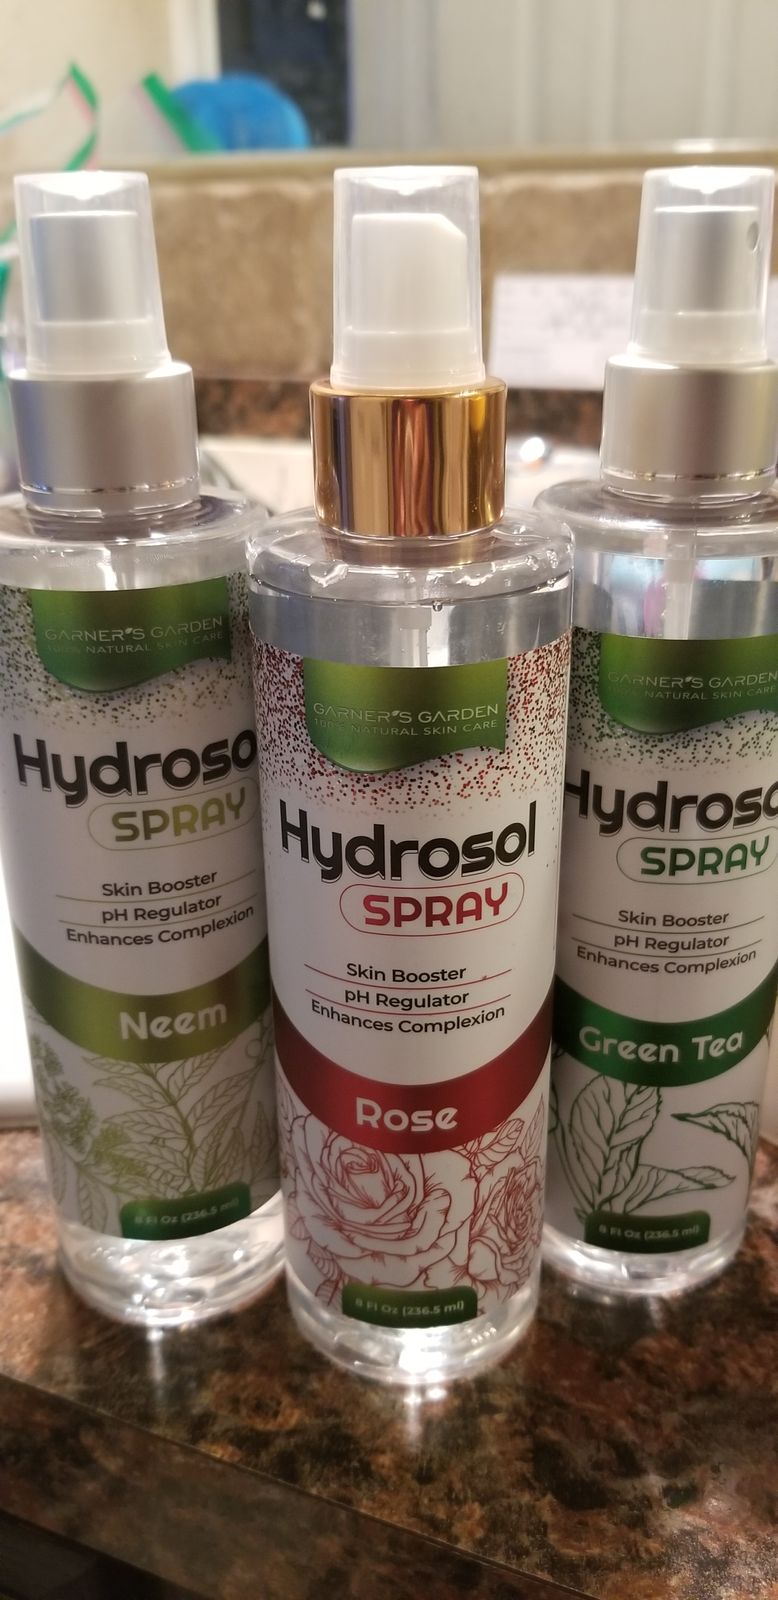 GARNER'S GARDEN
100% NATURAL SKIN CARE
Hydroso
SPRAY
Skin Booster
pH Regulator
Enhances Complexion
Neem
8 Fl Oz (236.5 ml)
GARNER'S GARDEN
100% NATURAL SKIN CARE
Hydrosol
SPRAY
Skin Booster
pH Regulator
Enhances Complexion
Rose
8 Fl Oz (236.5 ml)
GARNER'S GARDEN
100% NATURAL SKIN CARE
Hydroso
SPRAY
Skin Booster
pH Regulator
Enhances Complexion
Green Tea
8 Fl Oz (236.5 ml)